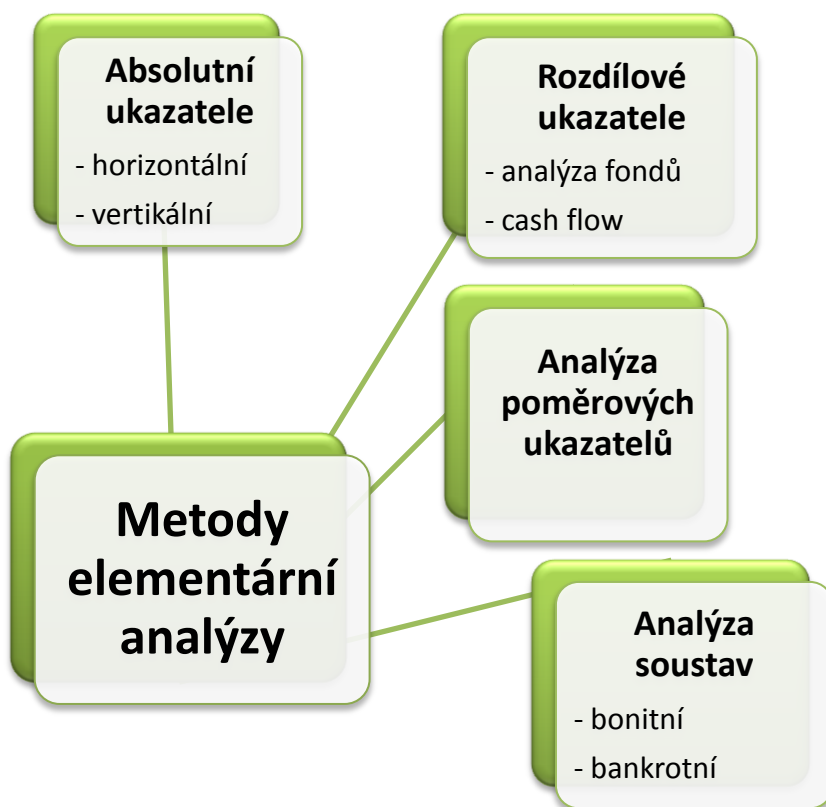 Absolutní
ukazatele
- horizontální
- vertikální
Rozdílové
ukazatele
- analýza fondů
- cash flow
Analýza
poměrových
ukazatelů
Metody
elementární
analýzy
Analýza
soustav
- bonitní
- bankrotní